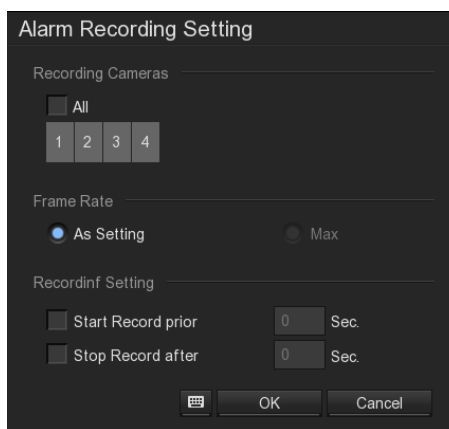 Alarm Recording Setting
Recording Cameras
All
1 2 3 4
Frame Rate
As Setting Max
Recordinf Setting
Start Record prior 0 Sec.
Stop Record after 0 Sec.
OK Cancel